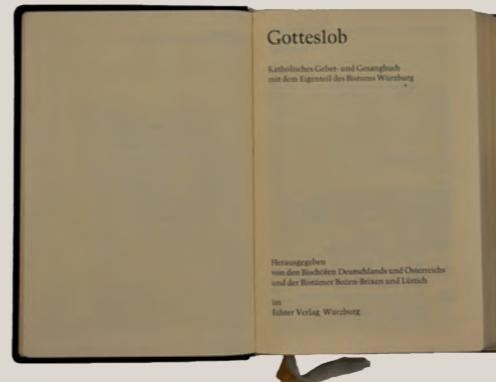 Gotteslob
Katholisches Gebet- und Gesangbuch
mit dem Eigenteil des Bistums Würzburg
Herausgegeben
von den Bischöfen Deutschlands und Österreichs
und der Bistümer Bozen-Brixen und Lüttich
im
Echter Verlag Würzburg